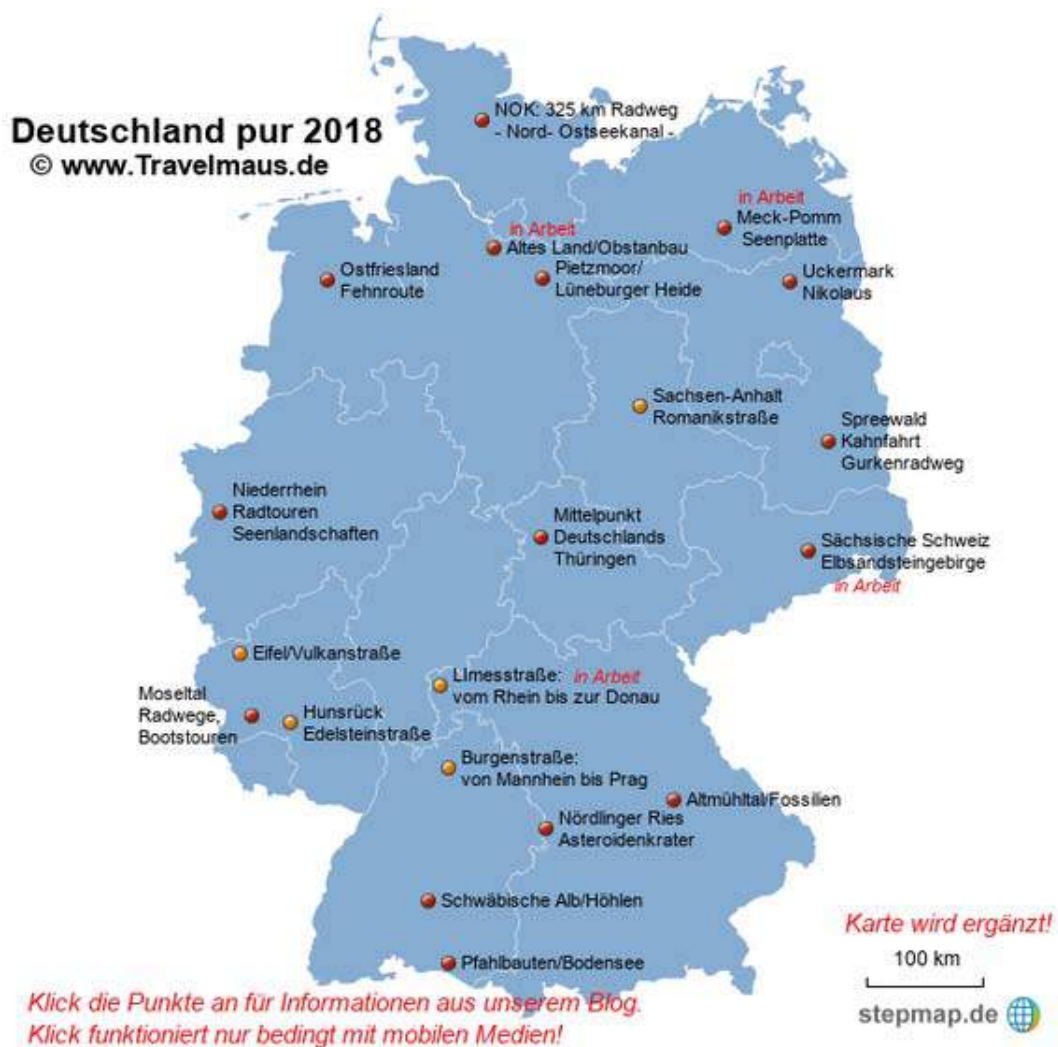 Deutschland pur 2018
© www.Travelmaus.de
NOK: 325 km Radweg
- Nord- Ostseekanal -
in Arbeit
Meck-Pomm
Seenplatte
in Arbeit
Altes Land/Obstanbau
Pietzmoor/
Lüneburger Heide
Ostfriesland
Fehnroute
Uckermark
Nikolaus
Sachsen-Anhalt
Romanikstraße
Spreewald
Kahnfahrt
Gurkenradweg
Niederrhein
Radtouren
Seenlandschaften
Mittelpunkt
Deutschlands
Thüringen
Sächsische Schweiz
Elbsandsteingebirge
in Arbeit
Eifel/Vulkanstraße
LImesstraße: in Arbeit
vom Rhein bis zur Donau
Moseltal
Radwege,
Bootstouren
Hunsrück
Edelsteinstraße
Burgenstraße:
von Mannhein bis Prag
Altmühltal/Fossilien
Nördlinger Ries
Asteroidenkrater
Schwäbische Alb/Höhlen
Pfahlbauten/Bodensee
Karte wird ergänzt!
100 km
stepmap.de
Klick die Punkte an für Informationen aus unserem Blog.
Klick funktioniert nur bedingt mit mobilen Medien!